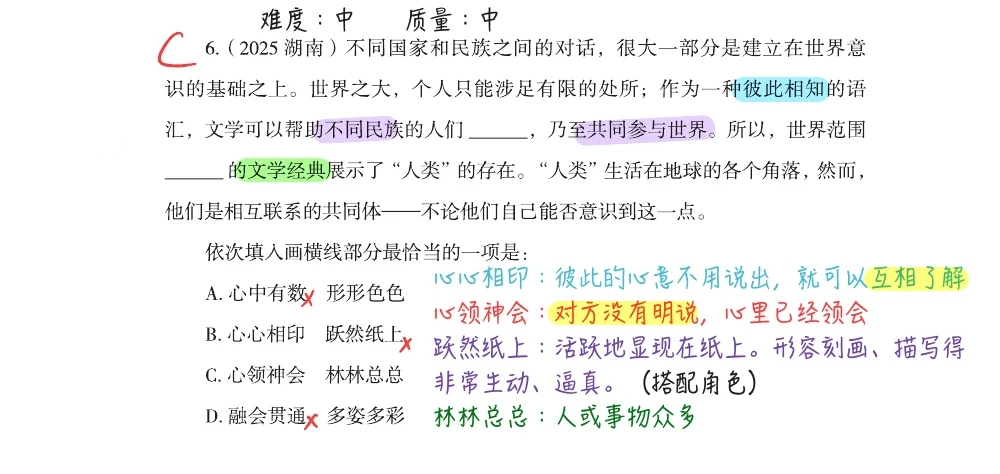 难度：中 质量：中
C 6.（2025 湖南）不同国家和民族之间的对话，很大一部分是建立在世界意
识的基础之上。世界之大，个人只能涉足有限的处所；作为一种彼此相知的语
汇，文学可以帮助不同民族的人们 ______，乃至共同参与世界。所以，世界范围
______ 的文学经典展示了“人类”的存在。“人类”生活在地球的各个角落，然而，
他们是相互联系的共同体——不论他们自己能否意识到这一点。
依次填入画横线部分最恰当的一项是：
心心相印：彼此的心意不用说出，就可以互相了解
A. 心中有数× 形形色色
心领神会：对方没有明说，心里已经领会
B. 心心相印 跃然纸上×
跃然纸上：活跃地显现在纸上。形容刻画、描写得
C. 心领神会 林林总总
非常生动、逼真。（搭配角色）
D. 融会贯通× 多姿多彩
林林总总：人或事物众多